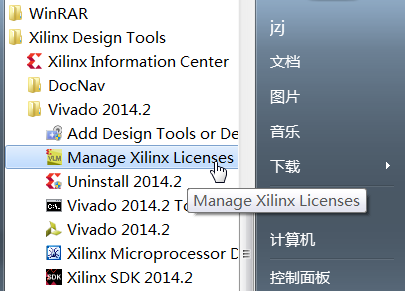 WinRAR
Xilinx Design Tools
Xilinx Information Center
DocNav
Vivado 2014.2
Add Design Tools or De
Manage Xilinx Licenses
Uninstall 2014.2
Vivado 2014.2 Tc
Vivado 2014.2
Xilinx Microprocessor D
Xilinx SDK 2014.2
Manage Xilinx Licenses
jzj
文档
图片
音乐
下载
计算机
控制面板